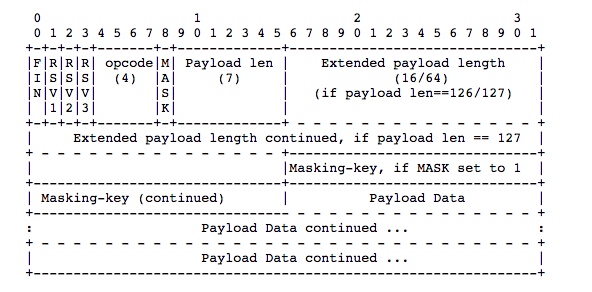 0                   1                   2                   3
 0 1 2 3 4 5 6 7 8 9 0 1 2 3 4 5 6 7 8 9 0 1 2 3 4 5 6 7 8 9 0 1
+-+-+-+-+-------+-+-------------+-------------------------------+
|F|R|R|R| opcode|M| Payload len |    Extended payload length    |
|I|S|S|S|  (4)  |A|     (7)     |             (16/64)           |
|N|V|V|V|       |S|             |   (if payload len==126/127)   |
| |1|2|3|       |K|             |                               |
+-+-+-+-+-------+-+-------------+ - - - - - - - - - - - - - - - +
|     Extended payload length continued, if payload len == 127  |
+ - - - - - - - - - - - - - - - +-------------------------------+
|                               |Masking-key, if MASK set to 1  |
+-------------------------------+-------------------------------+
| Masking-key (continued)       |          Payload Data         |
+-------------------------------- - - - - - - - - - - - - - - - +
:                     Payload Data continued ...                :
+ - - - - - - - - - - - - - - - - - - - - - - - - - - - - - - - +
|                     Payload Data continued ...                |
+---------------------------------------------------------------+